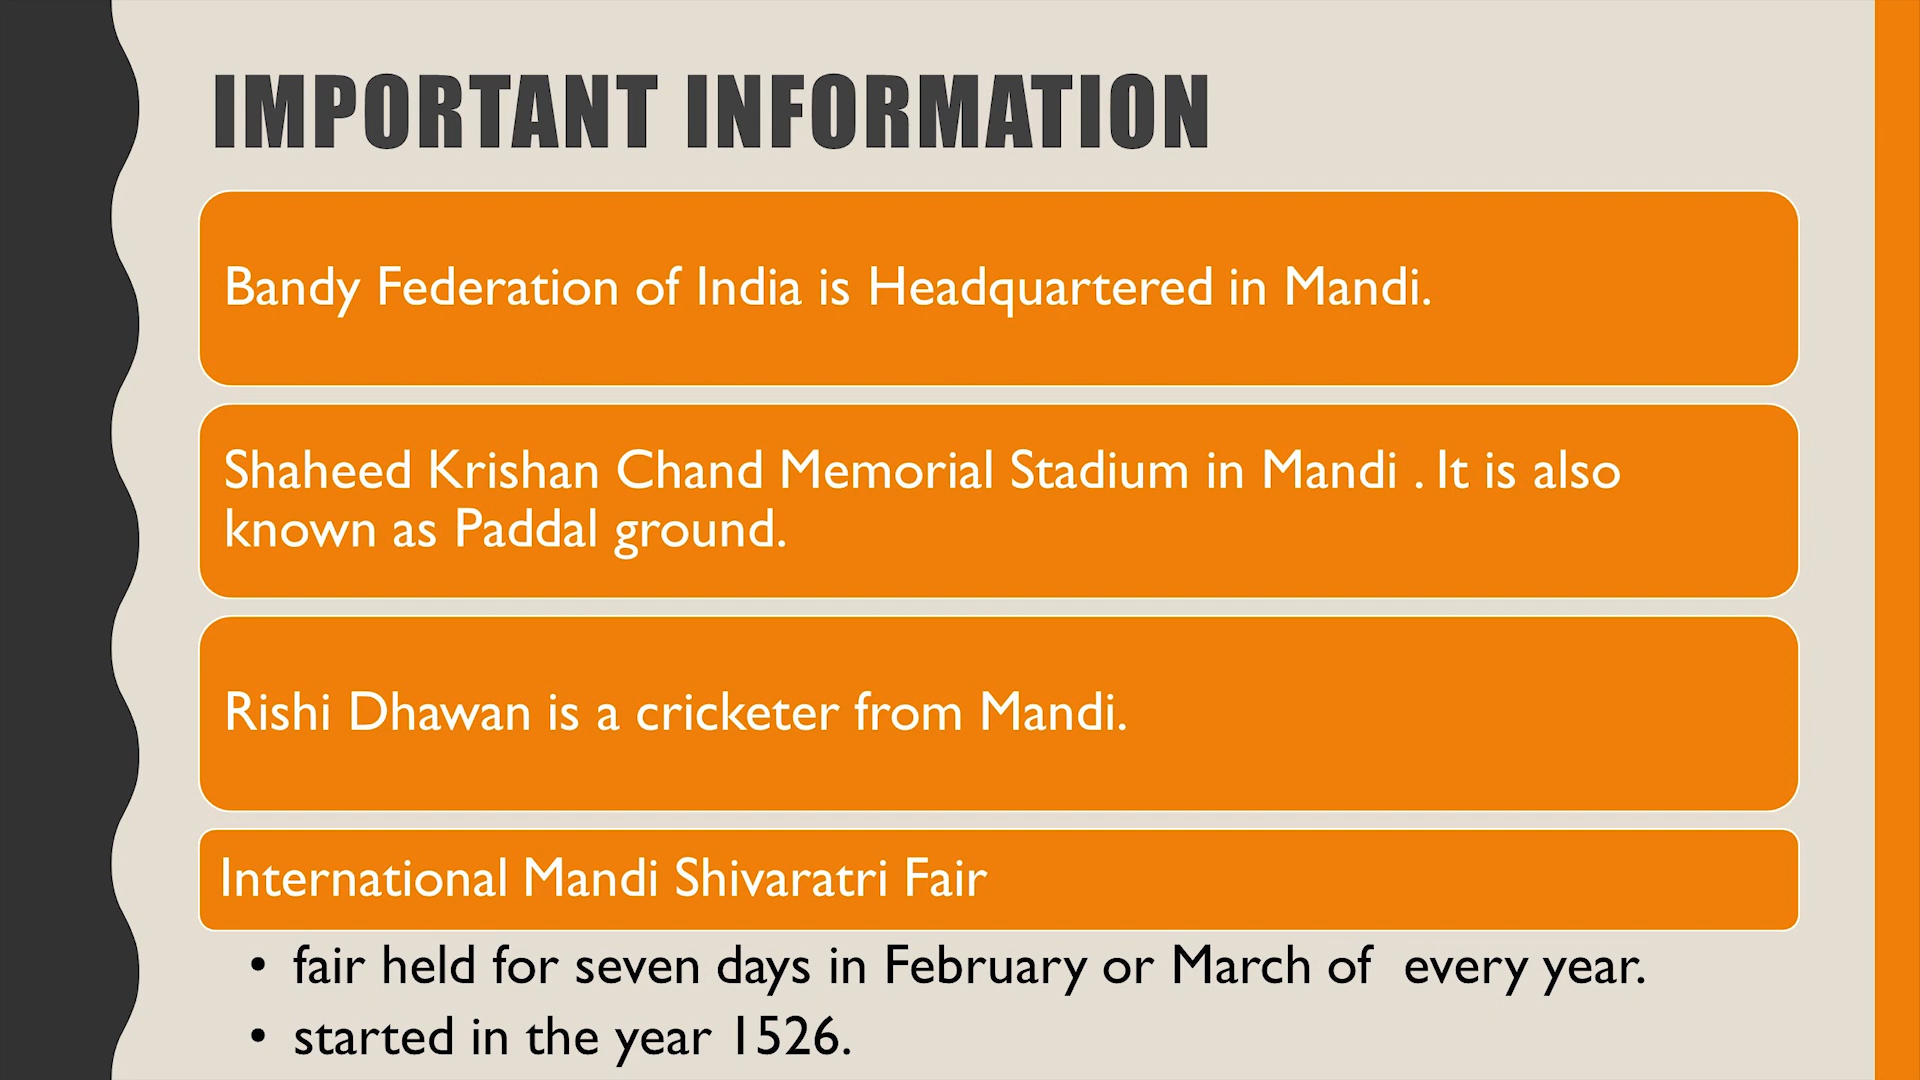 IMPORTANT INFORMATION
Bandy Federation of India is Headquartered in Mandi.
Shaheed Krishan Chand Memorial Stadium in Mandi . It is also
known as Paddal ground.
Rishi Dhawan is a cricketer from Mandi.
International Mandi Shivaratri Fair
• fair held for seven days in February or March of  every year.
• started in the year 1526.